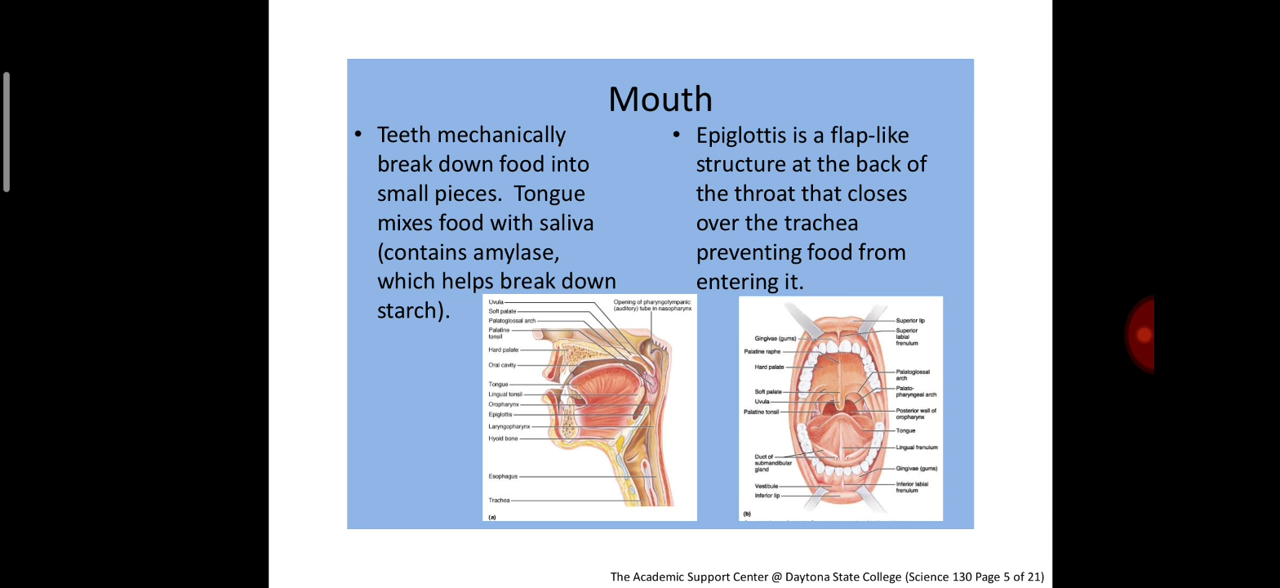 Mouth
• Teeth mechanically
break down food into
small pieces.  Tongue
mixes food with saliva
(contains amylase,
which helps break down
starch).
• Epiglottis is a flap-like
structure at the back of
the throat that closes
over the trachea
preventing food from
entering it.
Uvula
Soft palate
Palatoglossal arch
Palatine
tonsil
Hard palate
Oral cavity
Tongue
Lingual tonsil
Oropharynx
Epiglottis
Laryngopharynx
Hyoid bone
Esophagus
Trachea
(a)
Opening of pharyngotympanic
(auditory) tube in nasopharynx
Gingivae (gums)
Palatine raphe
Hard palate
Soft palate
Uvula
Palatine tonsil
Duct of
submandibular
gland
Vestibule
Inferior lip
(b)
Superior lip
Superior
labial
frenulum
Palatoglossal
arch
Palato-
pharyngeal arch
Posterior wall of
oropharynx
Tongue
Lingual frenulum
Gingivae (gums)
Inferior labial
frenulum
The Academic Support Center @ Daytona State College (Science 130 Page 5 of 21)